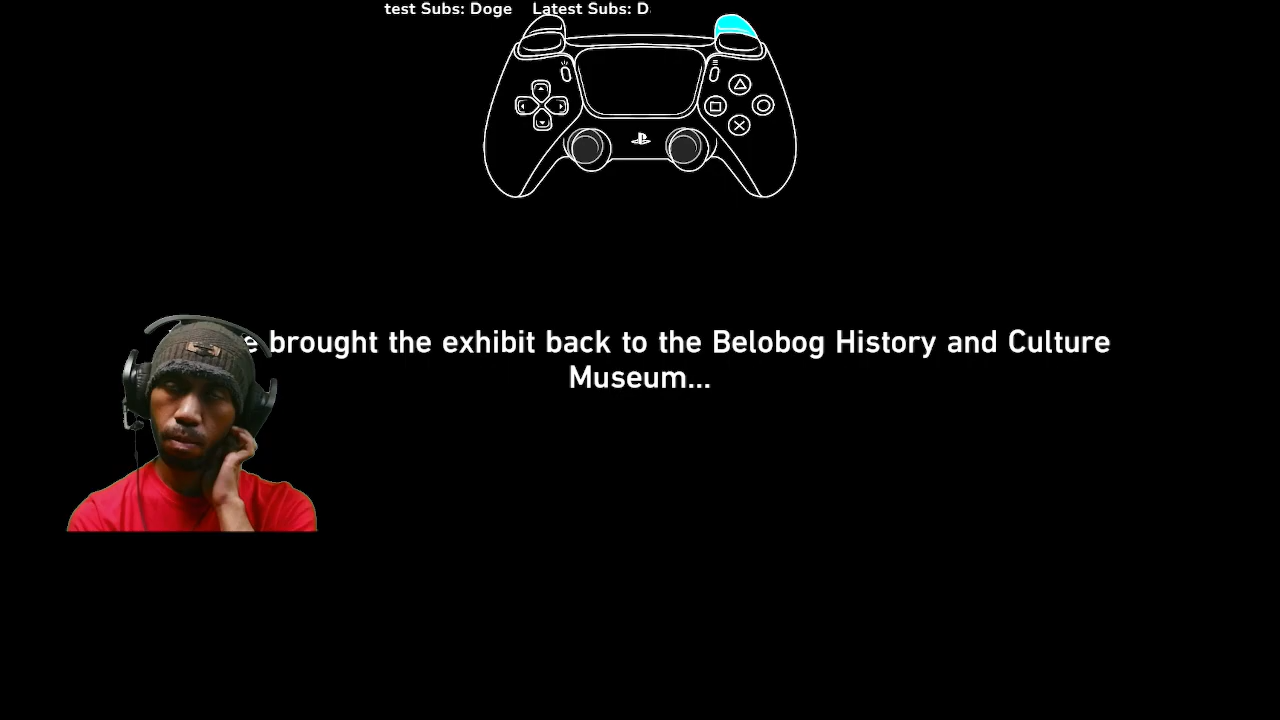 test Subs: Doge Latest Subs: D
brought the exhibit back to the Belobog History and Culture
Museum...